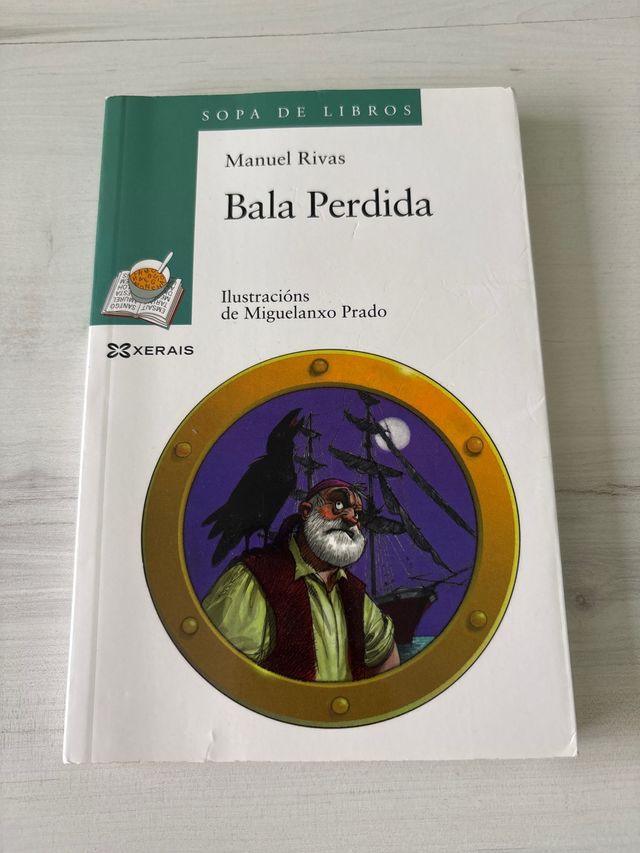 SOPA DE LIBROS
Manuel Rivas
Bala Perdida
Ilustracións
de Miguelanxo Prado
XERAIS